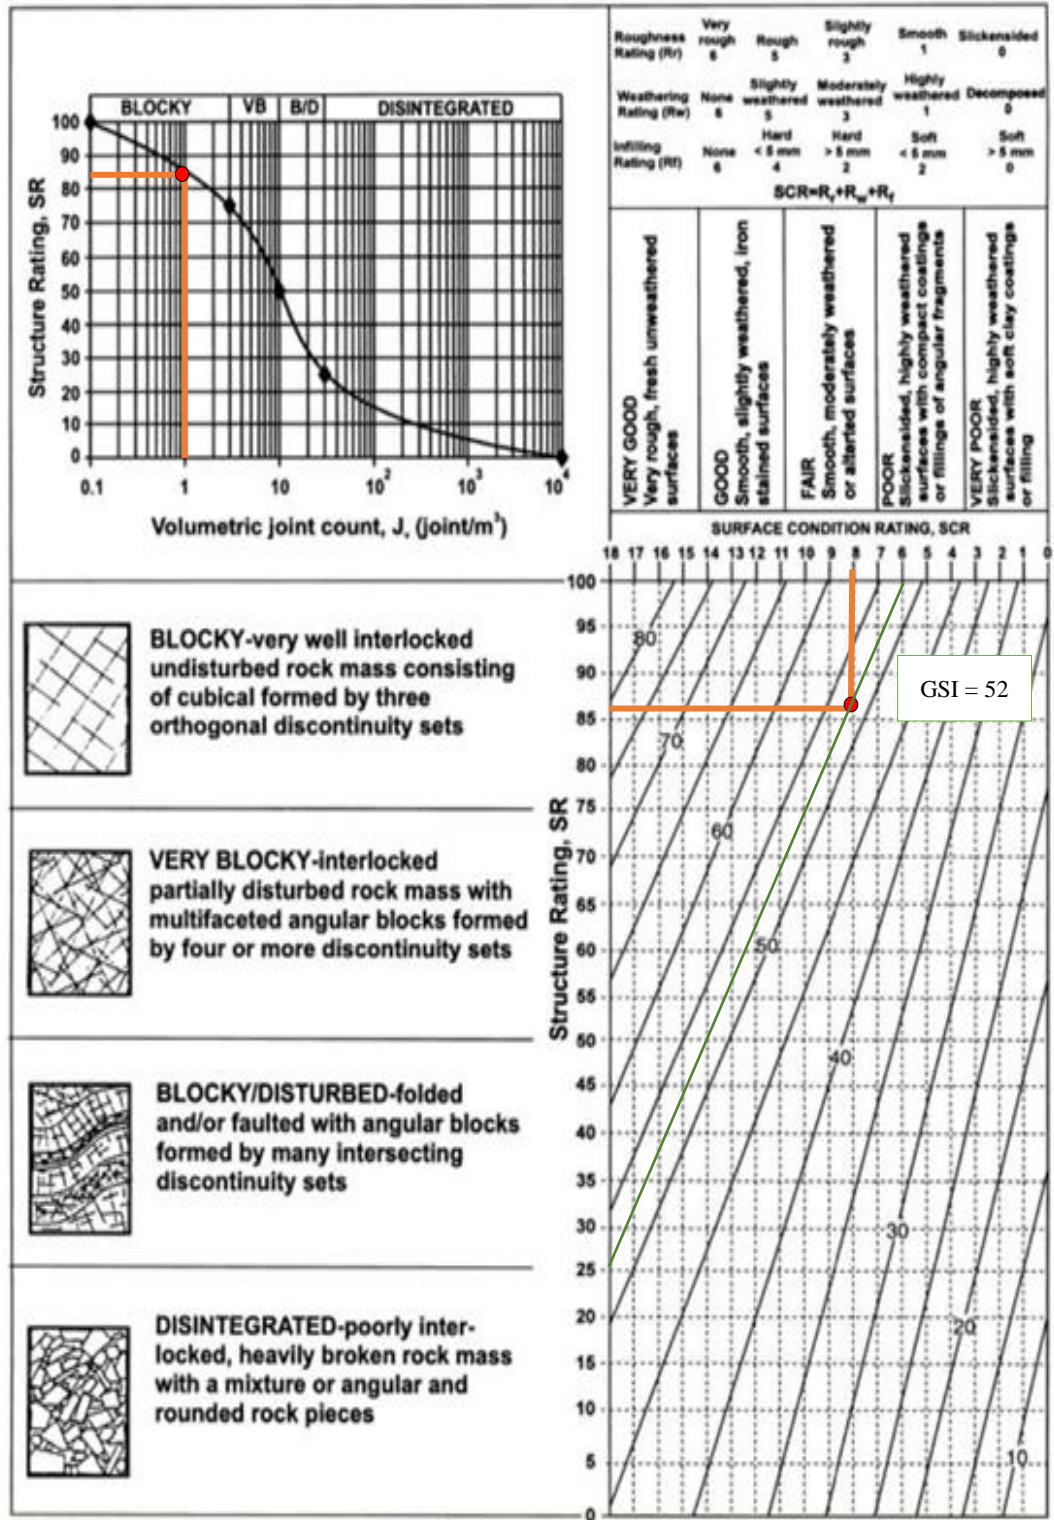 Roughness Rating (Rr)
Very rough 6
Rough 5
Slightly rough 3
Smooth 1
Slickensided 0
Weathering Rating (Rw)
None 6
Slightly weathered 5
Moderately weathered 3
Highly weathered 1
Decomposed 0
Infilling Rating (Rf)
None 6
Hard < 5 mm 4
Hard > 5 mm 2
Soft < 5 mm 2
Soft > 5 mm 0
SCR=Rr+Rw+Rf
BLOCKY VB B/D DISINTEGRATED
Structure Rating, SR
100
90
80
70
60
50
40
30
20
10
0
0.1 1 10 10² 10³ 10⁴
Volumetric joint count, J, (joint/m³)
VERY GOOD
Very rough, fresh unweathered
surfaces
GOOD
Smooth, slightly weathered, iron
stained surfaces
FAIR
Smooth, moderately weathered
or alterted surfaces
POOR
Slickensided, highly weathered
surfaces with compact coatings
or fillings of angular fragments
VERY POOR
Slickensided, highly weathered
surfaces with soft clay coatings
or filling
SURFACE CONDITION RATING, SCR
18 17 16 15 14 13 12 11 10 9 8 7 6 5 4 3 2 1 0
BLOCKY-very well interlocked
undisturbed rock mass consisting
of cubical formed by three
orthogonal discontinuity sets
VERY BLOCKY-interlocked
partially disturbed rock mass with
multifaceted angular blocks formed
by four or more discontinuity sets
BLOCKY/DISTURBED-folded
and/or faulted with angular blocks
formed by many intersecting
discontinuity sets
DISINTEGRATED-poorly inter-
locked, heavily broken rock mass
with a mixture or angular and
rounded rock pieces
Structure Rating, SR
100
95
90
85
80
75
70
65
60
55
50
45
40
35
30
25
20
15
10
5
0
80
70
60
50
40
30
20
10
GSI = 52